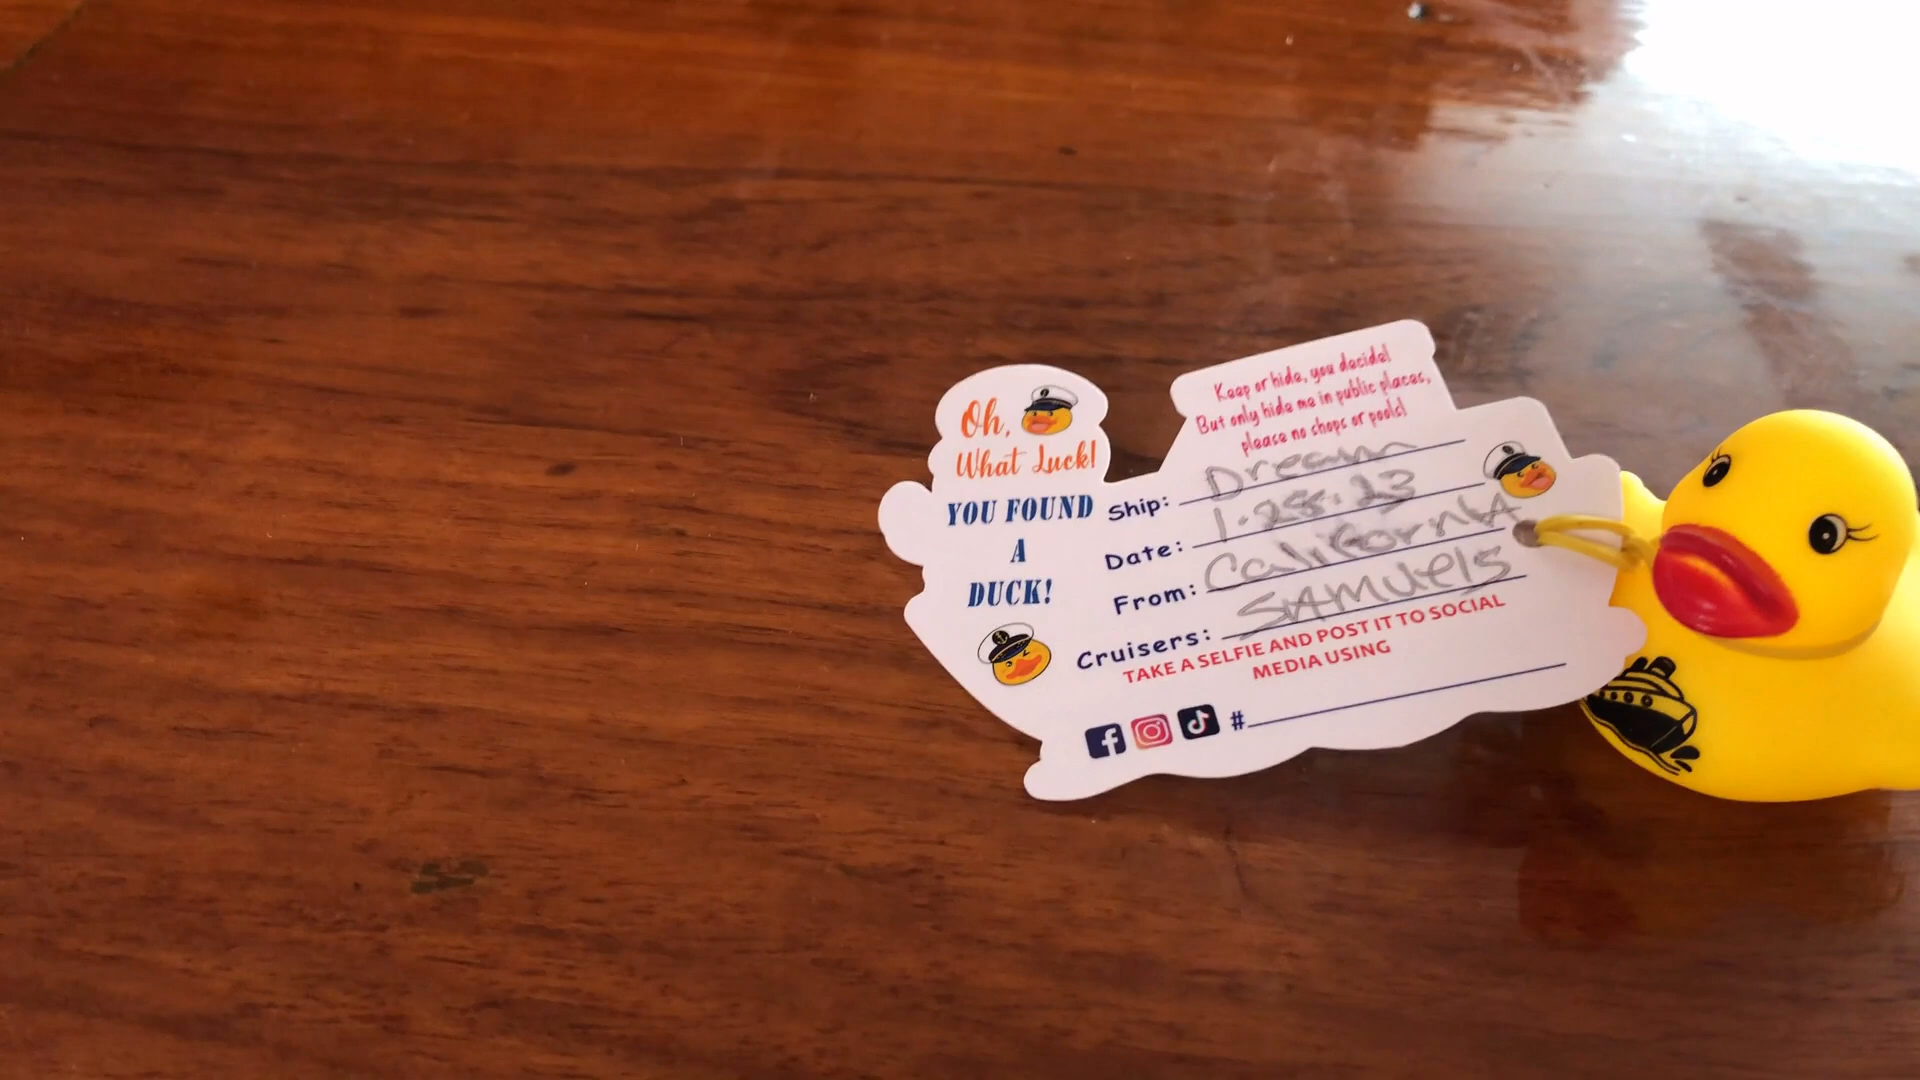 Oh,
What Luck!
YOU FOUND
A
DUCK!
Keep or hide, you decide!
But only hide me in public places,
please no shops or pools!
Ship: Dream
Date: 1.28.23
From: CaliforniA
Cruisers: SAmuels
TAKE A SELFIE AND POST IT TO SOCIAL
MEDIA USING
#